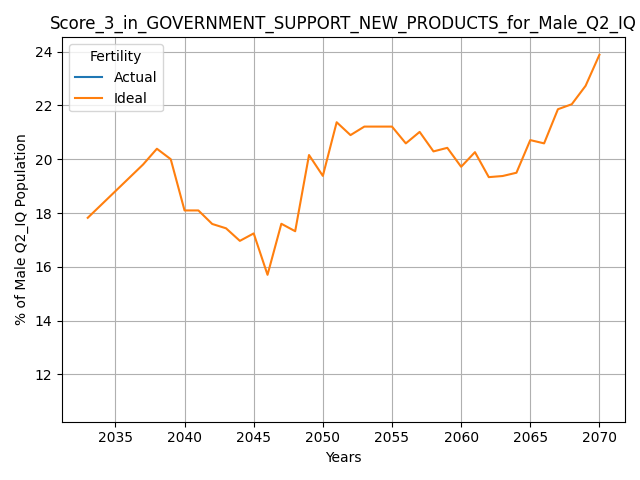 Score_3_in_GOVERNMENT_SUPPORT_NEW_PRODUCTS_for_Male_Q2_IQ
Fertility
Actual
Ideal
% of Male Q2_IQ Population
24
22
20
18
16
14
12
2035 2040 2045 2050 2055 2060 2065 2070
Years